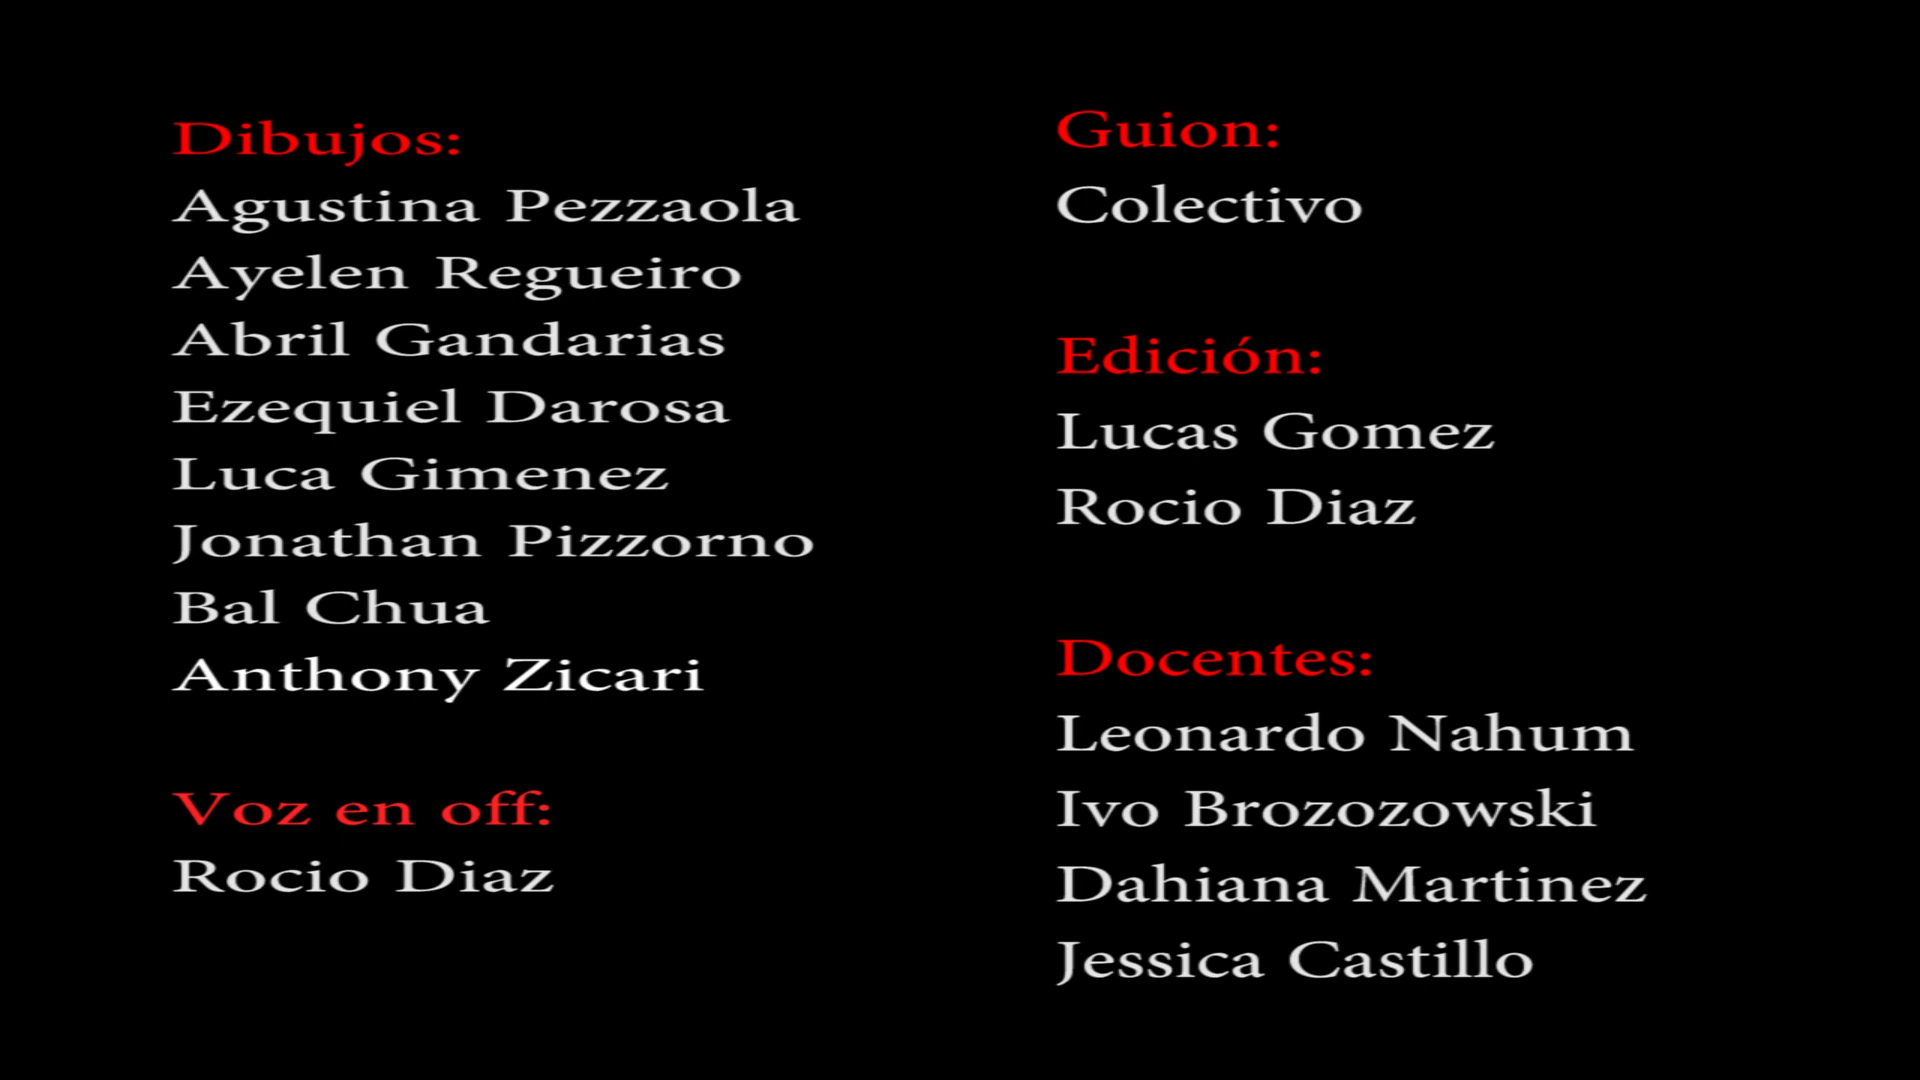 Dibujos:
Agustina Pezzaola
Ayelen Regueiro
Abril Gandarias
Ezequiel Darosa
Luca Gimenez
Jonathan Pizzorno
Bal Chua
Anthony Zicari
Voz en off:
Rocio Diaz
Guion:
Colectivo
Edición:
Lucas Gomez
Rocio Diaz
Docentes:
Leonardo Nahum
Ivo Brozozowski
Dahiana Martinez
Jessica Castillo